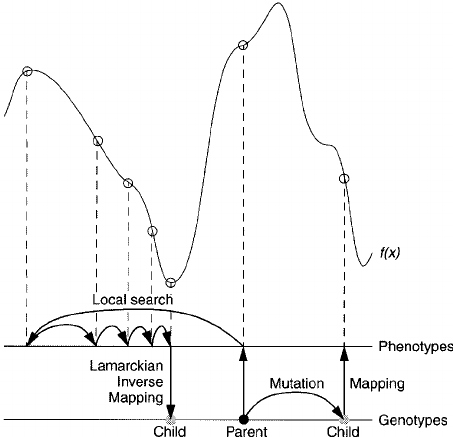 f(x)
Local search
Phenotypes
Lamarckian
Inverse
Mapping
Mutation
Mapping
Genotypes
Child
Parent
Child